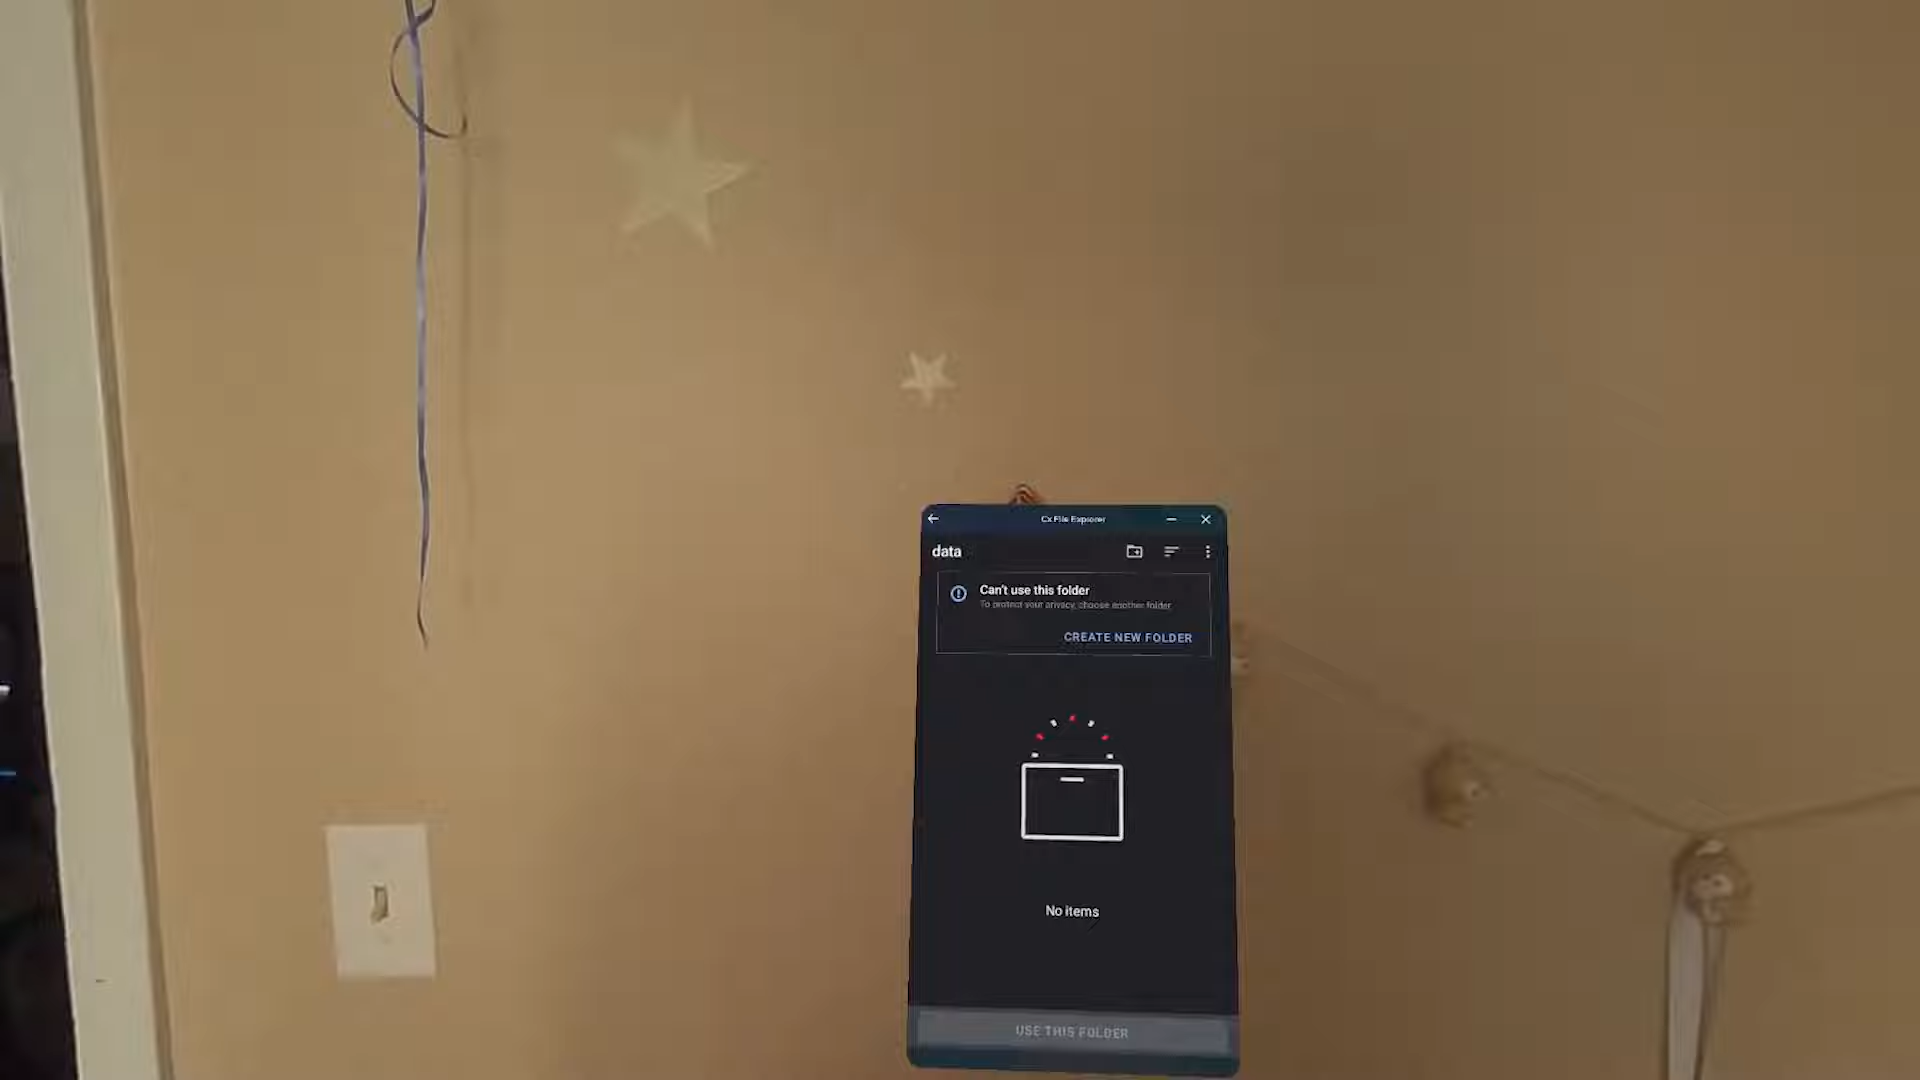 Cx File Explorer
data
Can't use this folder
To protect your privacy, choose another folder
CREATE NEW FOLDER
No items
USE THIS FOLDER